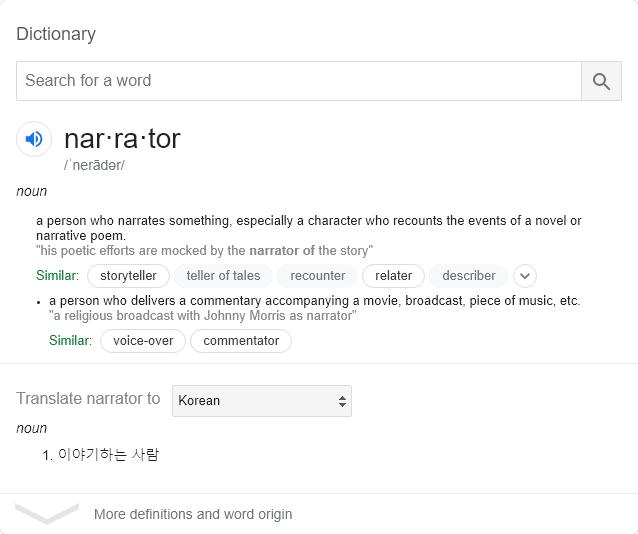 Dictionary
Search for a word
nar·ra·tor
/ˈnerādər/
noun
a person who narrates something, especially a character who recounts the events of a novel or
narrative poem.
"his poetic efforts are mocked by the narrator of the story"
Similar: storyteller teller of tales recounter relater describer
• a person who delivers a commentary accompanying a movie, broadcast, piece of music, etc.
"a religious broadcast with Johnny Morris as narrator"
Similar: voice-over commentator
Translate narrator to Korean
noun
1. 이야기하는 사람
More definitions and word origin